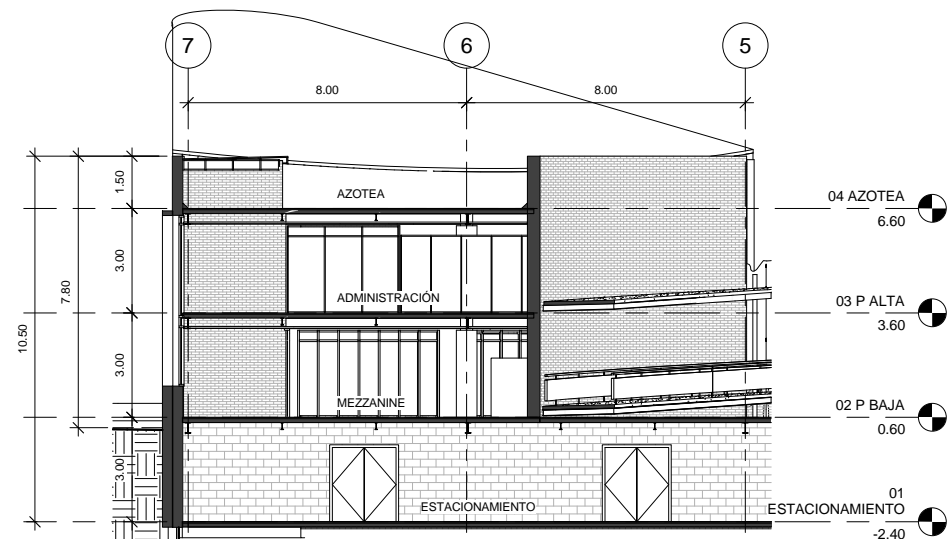 7
6
5
8.00
8.00
1.50
3.00
7.80
10.50
3.00
3.00
AZOTEA
ADMINISTRACIÓN
MEZZANINE
ESTACIONAMIENTO
04 AZOTEA
6.60
03 P ALTA
3.60
02 P BAJA
0.60
01
ESTACIONAMIENTO
-2.40